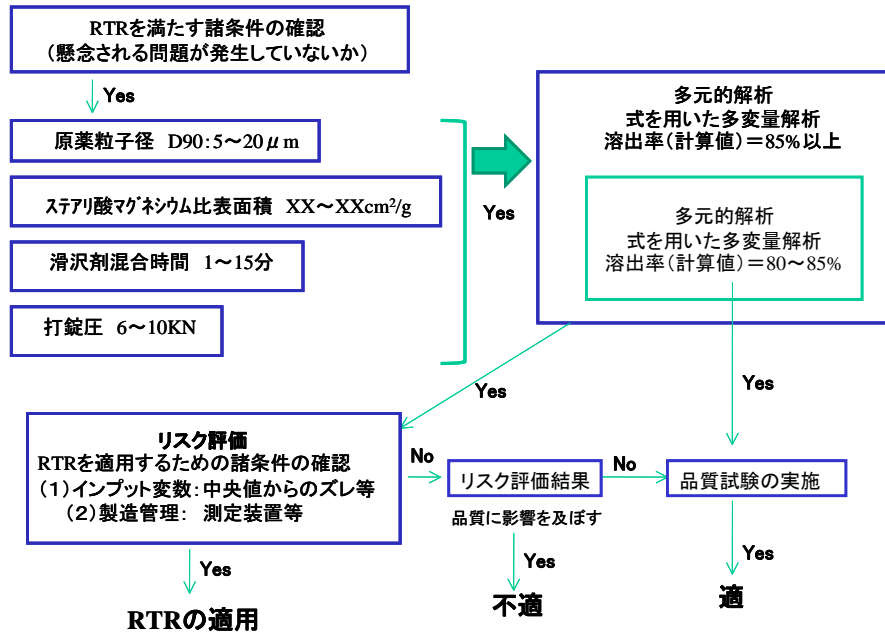 RTRを満たす諸条件の確認
（懸念される問題が発生していないか）
Yes
原薬粒子径 D90:5～20μm
ステアリン酸マグネシウム比表面積 XX～XXcm²/g
滑沢剤混合時間 1～15分
打錠圧 6～10KN
Yes
多元的解析
式を用いた多変量解析
溶出率(計算値)＝85%以上
多元的解析
式を用いた多変量解析
溶出率(計算値)＝80～85%
Yes
Yes
リスク評価
RTRを適用するための諸条件の確認
（1）インプット変数：中央値からのズレ等
（2）製造管理： 測定装置等
No
リスク評価結果
No
品質試験の実施
品質に影響を及ぼす
Yes
Yes
Yes
RTRの適用
不適
適